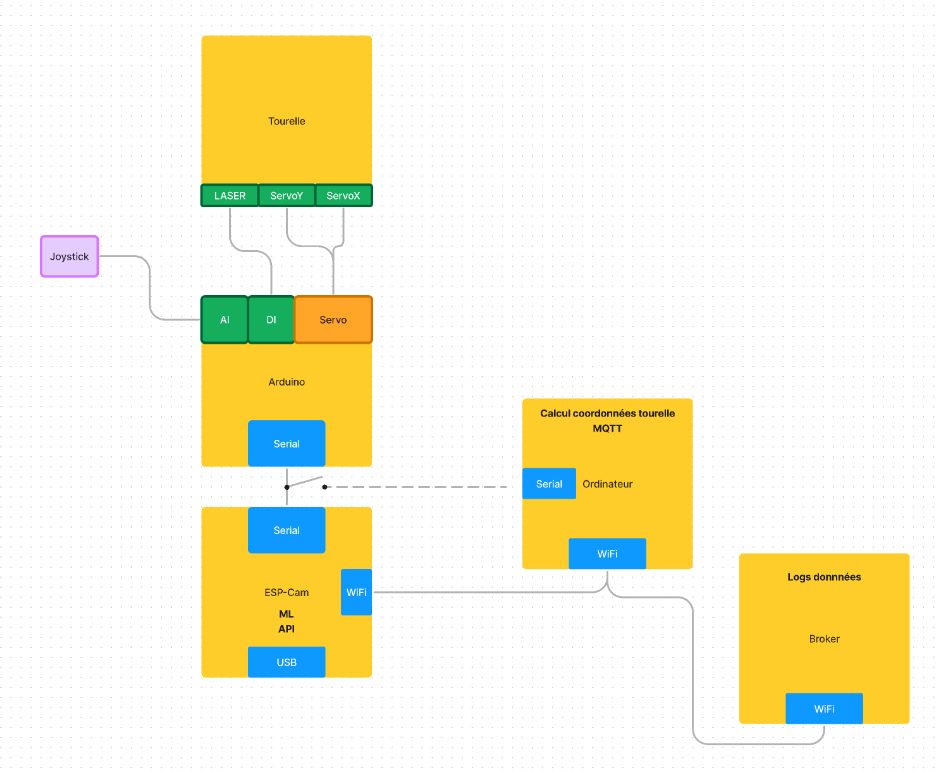 Tourelle
LASER
ServoY
ServoX
Joystick
AI
DI
Servo
Arduino
Serial
Calcul coordonnées tourelle
MQTT
Serial
Ordinateur
WiFi
Serial
ESP-Cam
WiFi
ML
API
USB
Logs donnnées
Broker
WiFi